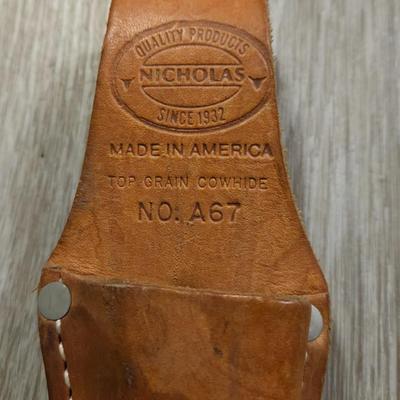 QUALITY PRODUCTS
NICHOLAS
SINCE 1932
MADE IN AMERICA
TOP GRAIN COWHIDE
NO. A67